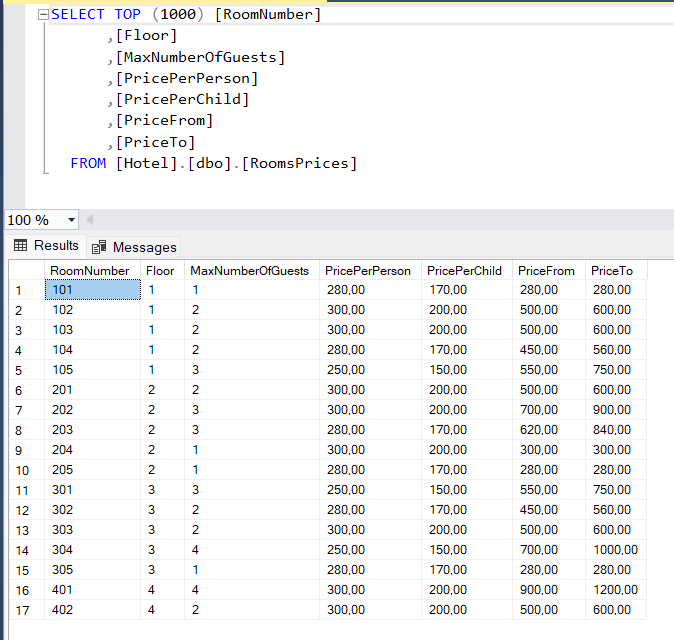 SELECT TOP (1000) [RoomNumber]
,[Floor]
,[MaxNumberOfGuests]
,[PricePerPerson]
,[PricePerChild]
,[PriceFrom]
,[PriceTo]
FROM [Hotel].[dbo].[RoomsPrices]
100 %
Results Messages
RoomNumber Floor MaxNumberOfGuests PricePerPerson PricePerChild PriceFrom PriceTo
1 101 1 1 280,00 170,00 280,00 280,00
2 102 1 2 300,00 200,00 500,00 600,00
3 103 1 2 300,00 200,00 500,00 600,00
4 104 1 2 280,00 170,00 450,00 560,00
5 105 1 3 250,00 150,00 550,00 750,00
6 201 2 2 300,00 200,00 500,00 600,00
7 202 2 3 300,00 200,00 700,00 900,00
8 203 2 3 280,00 170,00 620,00 840,00
9 204 2 1 300,00 200,00 300,00 300,00
10 205 2 1 280,00 170,00 280,00 280,00
11 301 3 3 250,00 150,00 550,00 750,00
12 302 3 2 280,00 170,00 450,00 560,00
13 303 3 2 300,00 200,00 500,00 600,00
14 304 3 4 250,00 150,00 700,00 1000,00
15 305 3 1 280,00 170,00 280,00 280,00
16 401 4 4 300,00 200,00 900,00 1200,00
17 402 4 2 300,00 200,00 500,00 600,00